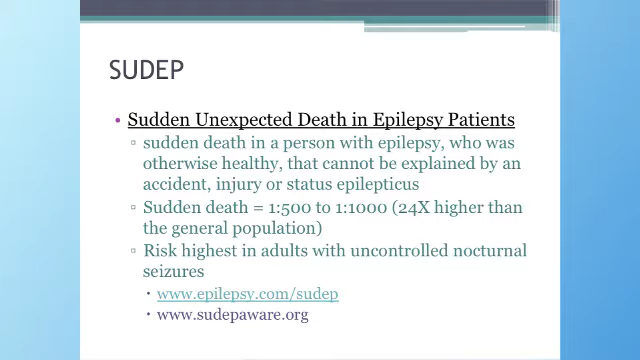 SUDEP
• Sudden Unexpected Death in Epilepsy Patients
▫ sudden death in a person with epilepsy, who was
otherwise healthy, that cannot be explained by an
accident, injury or status epilepticus
▫ Sudden death = 1:500 to 1:1000 (24X higher than
the general population)
▫ Risk highest in adults with uncontrolled nocturnal
seizures
▪ www.epilepsy.com/sudep
▪ www.sudepaware.org